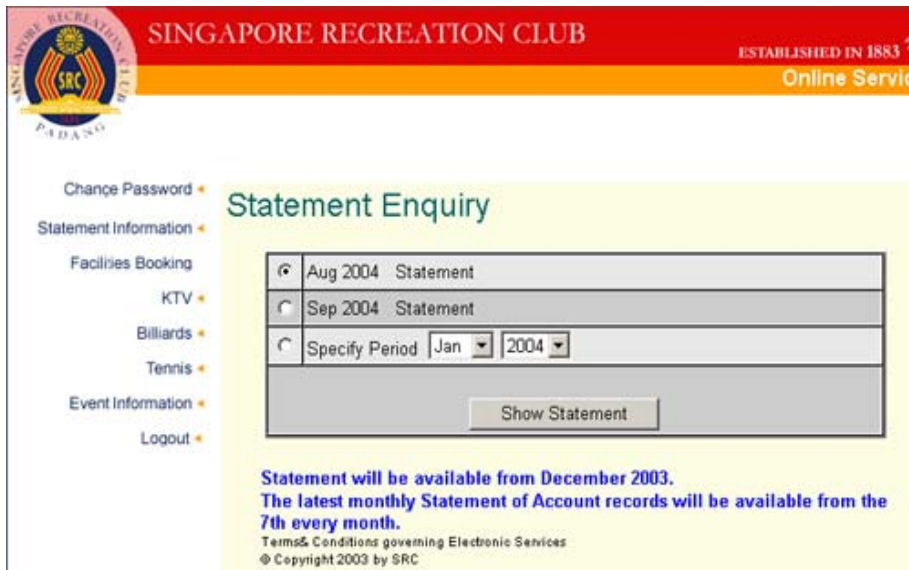 SINGAPORE RECREATION CLUB
SINGAPORE RECREATION CLUB
SRC
PADANG
ESTABLISHED IN 1883
Online Servic
Change Password
Statement Information
Facilities Booking
KTV
Billiards
Tennis
Event Information
Logout
Statement Enquiry
Aug 2004 Statement
Sep 2004 Statement
Specify Period Jan 2004
Show Statement
Statement will be available from December 2003.
The latest monthly Statement of Account records will be available from the
7th every month.
Terms& Conditions governing Electronic Services
© Copyright 2003 by SRC